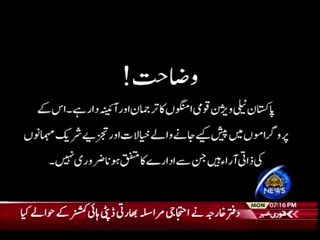 وضاحت!
پاکستان ٹیلی ویژن قومی امنگوں کا ترجمان اور آئینہ دار ہے۔ اس کے
پروگراموں میں پیش کیے جانے والے خیالات اور تجزیے شریک مہمانوں
کی ذاتی آراء ہیں جن سے ادارے کا متفق ہونا ضروری نہیں۔
NEWS
MON 07:16 PM
دفتر خارجہ نے احتجاجی مراسلہ بھارتی ڈپٹی ہائی کمشنر کے حوالے کیا